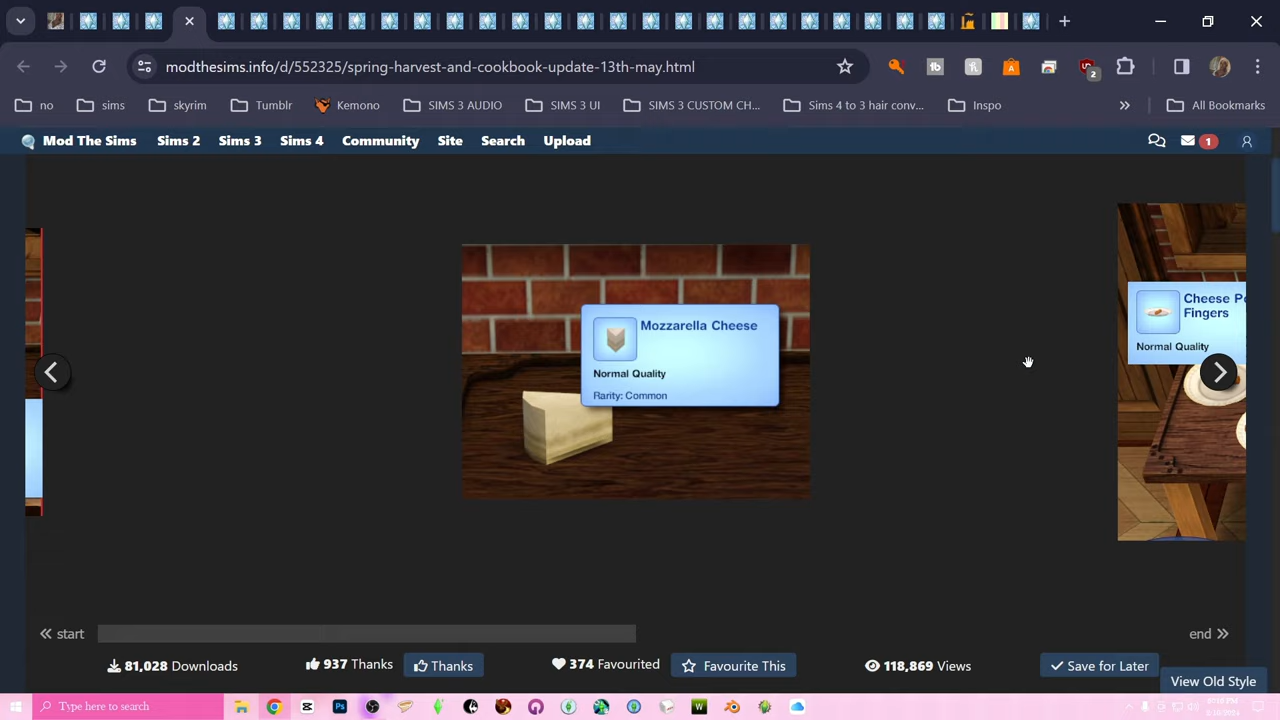 modthesims.info/d/552325/spring-harvest-and-cookbook-update-13th-may.html
2
no
sims
skyrim
Tumblr
Kemono
SIMS 3 AUDIO
SIMS 3 UI
SIMS 3 CUSTOM CH...
Sims 4 to 3 hair conv...
Inspo
All Bookmarks
Mod The Sims
Sims 2
Sims 3
Sims 4
Community
Site
Search
Upload
1
Mozzarella Cheese
Normal Quality
Rarity: Common
Cheese P
Fingers
Normal Quality
start
end
81,028 Downloads
937 Thanks
Thanks
374 Favourited
Favourite This
118,869 Views
Save for Later
View Old Style
Type here to search